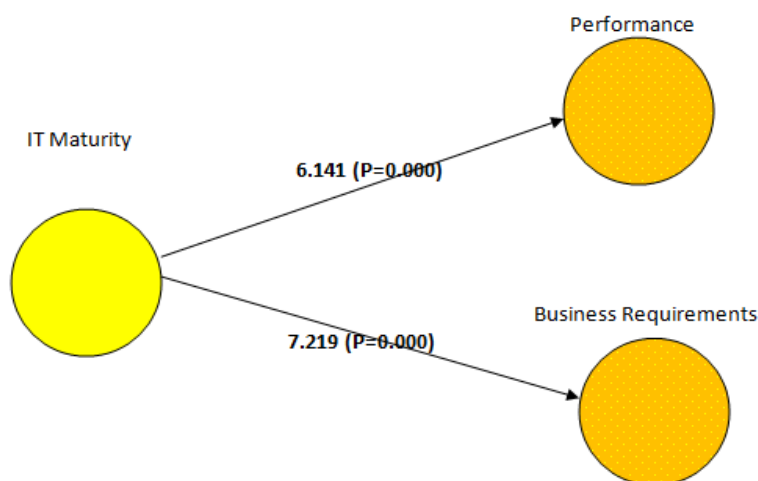 Performance
IT Maturity
6.141 (P=0.000)
Business Requirements
7.219 (P=0.000)